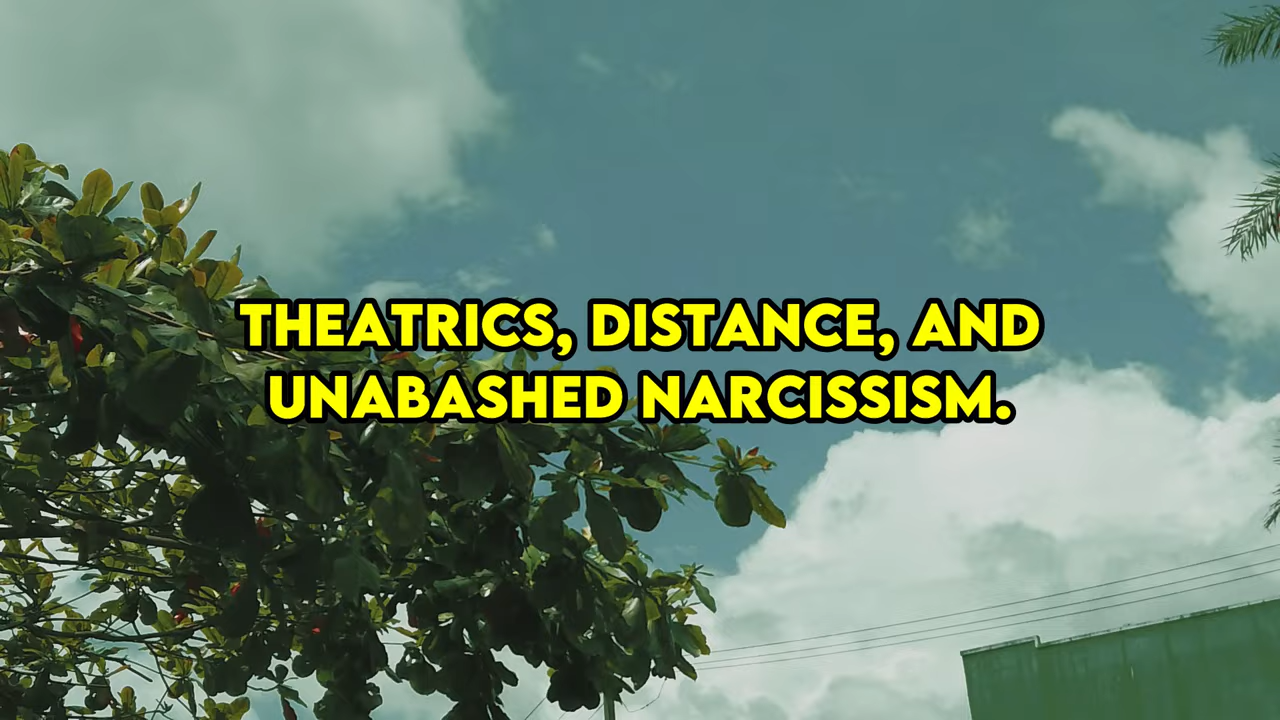 THEATRICS, DISTANCE, AND
UNABASHED NARCISSISM.